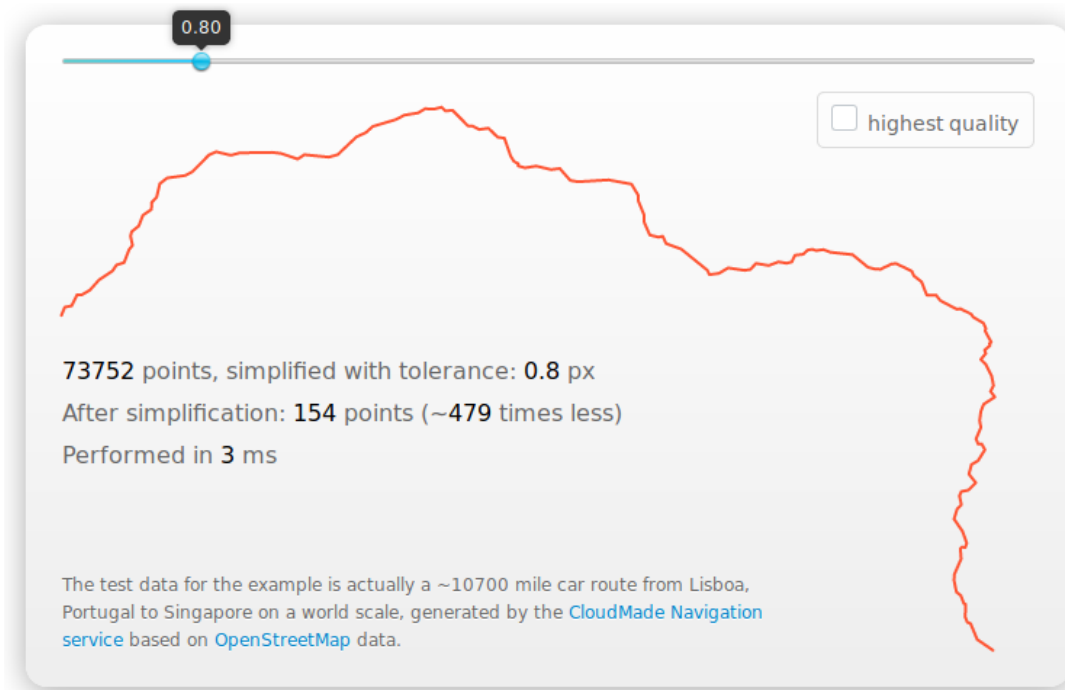 0.80
highest quality
73752 points, simplified with tolerance: 0.8 px
After simplification: 154 points (~479 times less)
Performed in 3 ms
The test data for the example is actually a ~10700 mile car route from Lisboa,
Portugal to Singapore on a world scale, generated by the CloudMade Navigation
service based on OpenStreetMap data.